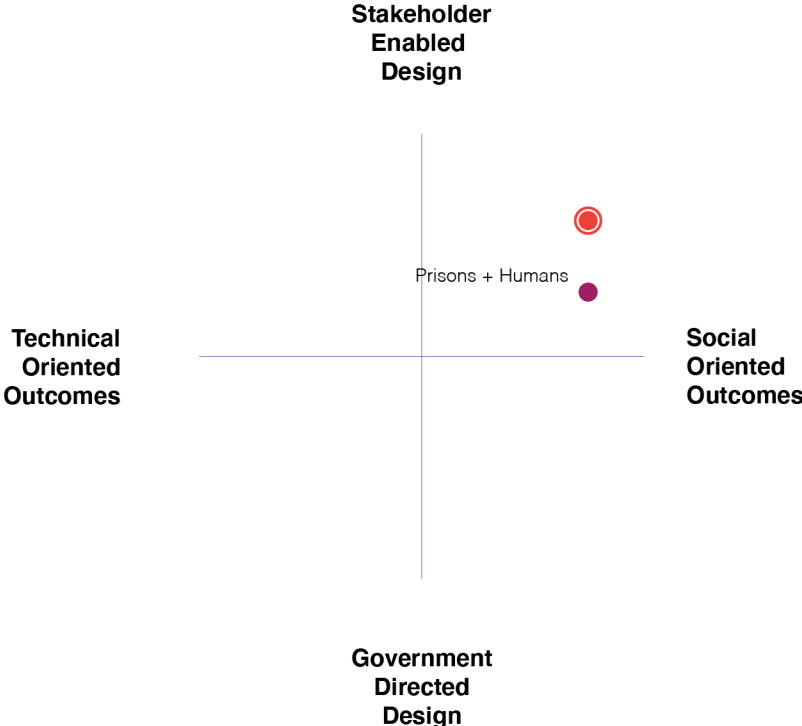 Stakeholder
Enabled
Design
Prisons + Humans
Technical
Oriented
Outcomes
Social
Oriented
Outcomes
Government
Directed
Design